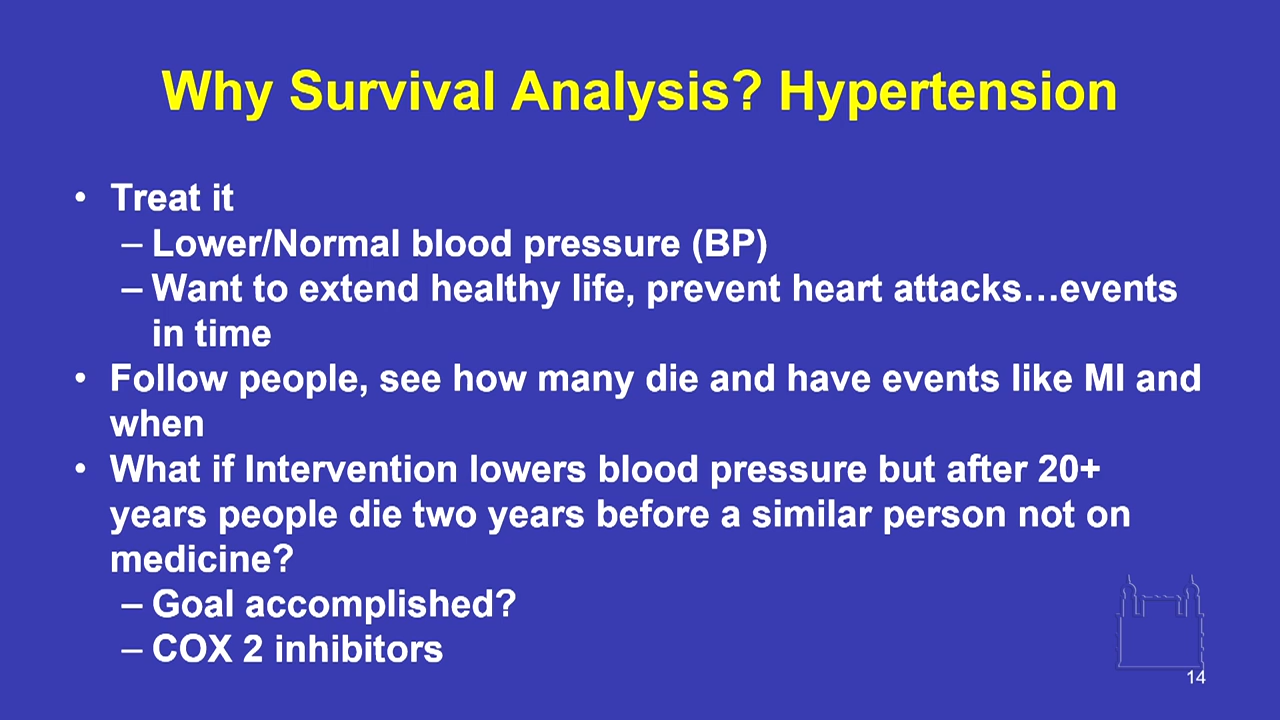 Why Survival Analysis? Hypertension
• Treat it
– Lower/Normal blood pressure (BP)
– Want to extend healthy life, prevent heart attacks…events
in time
• Follow people, see how many die and have events like MI and
when
• What if Intervention lowers blood pressure but after 20+
years people die two years before a similar person not on
medicine?
– Goal accomplished?
– COX 2 inhibitors
14